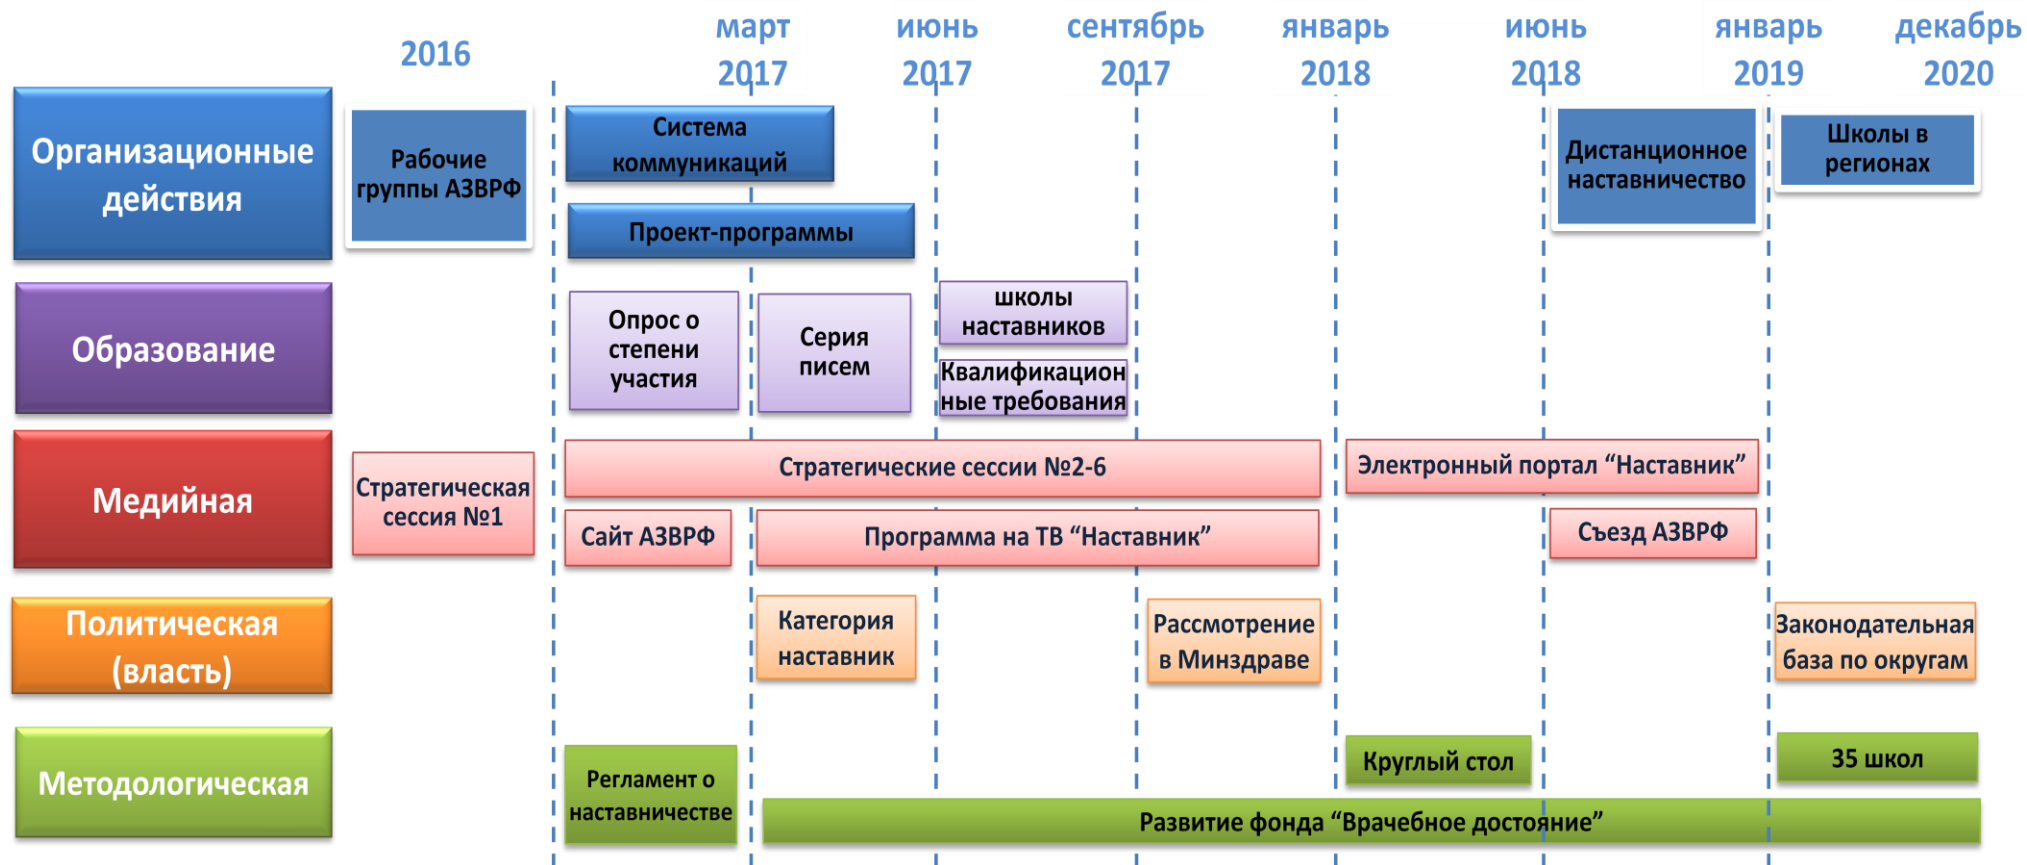 2016
март
2017
июнь
2017
сентябрь
2017
январь
2018
июнь
2018
январь
2019
декабрь
2020
Организационные
действия
Рабочие
группы АЗВРФ
Система
коммуникаций
Проект-программы
Дистанционное
наставничество
Школы в
регионах
Образование
Опрос о
степени
участия
Серия
писем
школы
наставников
Квалификацион
ные требования
Медийная
Стратегическая
сессия №1
Стратегические сессии №2-6
Электронный портал “Наставник”
Сайт АЗВРФ
Программа на ТВ “Наставник”
Съезд АЗВРФ
Политическая
(власть)
Категория
наставник
Рассмотрение
в Минздраве
Законодательная
база по округам
Методологическая
Регламент о
наставничестве
Круглый стол
35 школ
Развитие фонда “Врачебное достояние”